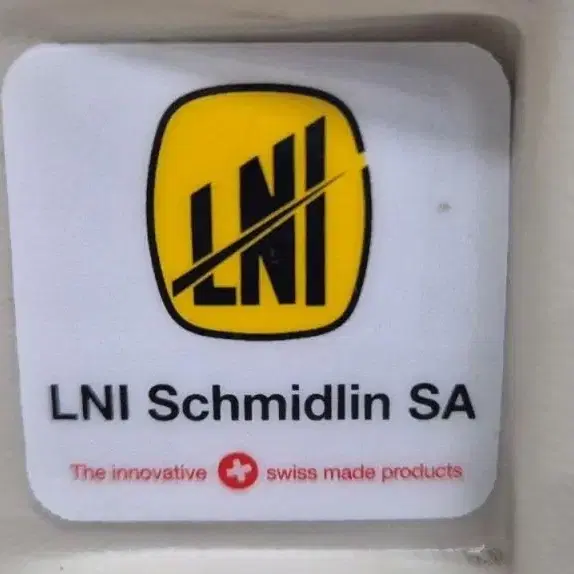 LNI
LNI Schmidlin SA
The innovative swiss made products